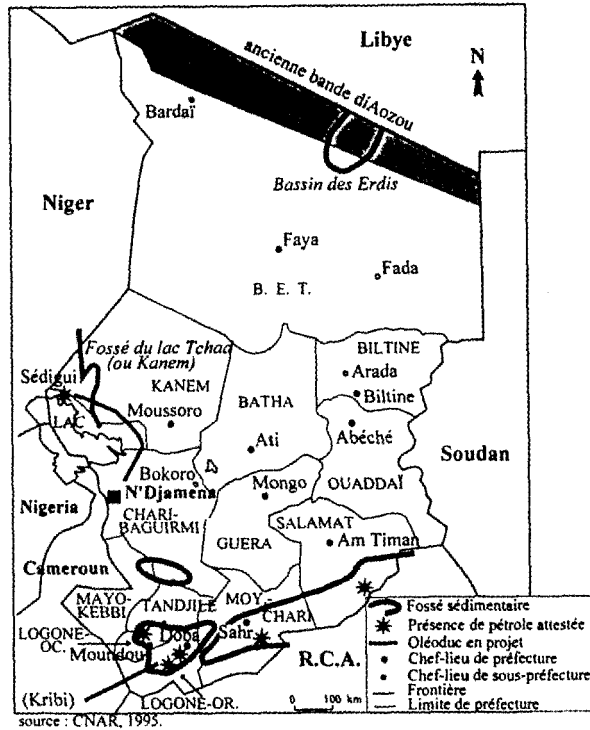 Libye
N
ancienne bande díAozou
Bardaï
Bassin des Erdis
Niger
Faya
Fada
B. E. T.
Fossé du lac Tchad
(ou Kanem)
BILTINE
Sédigui
Arada
KANEM
BATHA
Biltine
Moussoro
LAC
Abéché
Ati
Soudan
Bokoro
OUADDAÏ
Nigeria
N'Djamena
Mongo
CHARI-
BAGUIRMI
SALAMAT
GUERA
Am Timan
Cameroun
MAYO-
KEBBI
TANDJILE
MOY.-
CHARI
Fossé sédimentaire
Présence de pétrole attestée
LOGONE-
OC.
Doba
Sahr
Oléoduc en projet
Moundou
R.C.A.
Chef-lieu de préfecture
Chef-lieu de sous-préfecture
(Kribi)
LOGONE-OR.
0 100 km
Frontière
Limite de préfecture
source : CNAR, 1995.